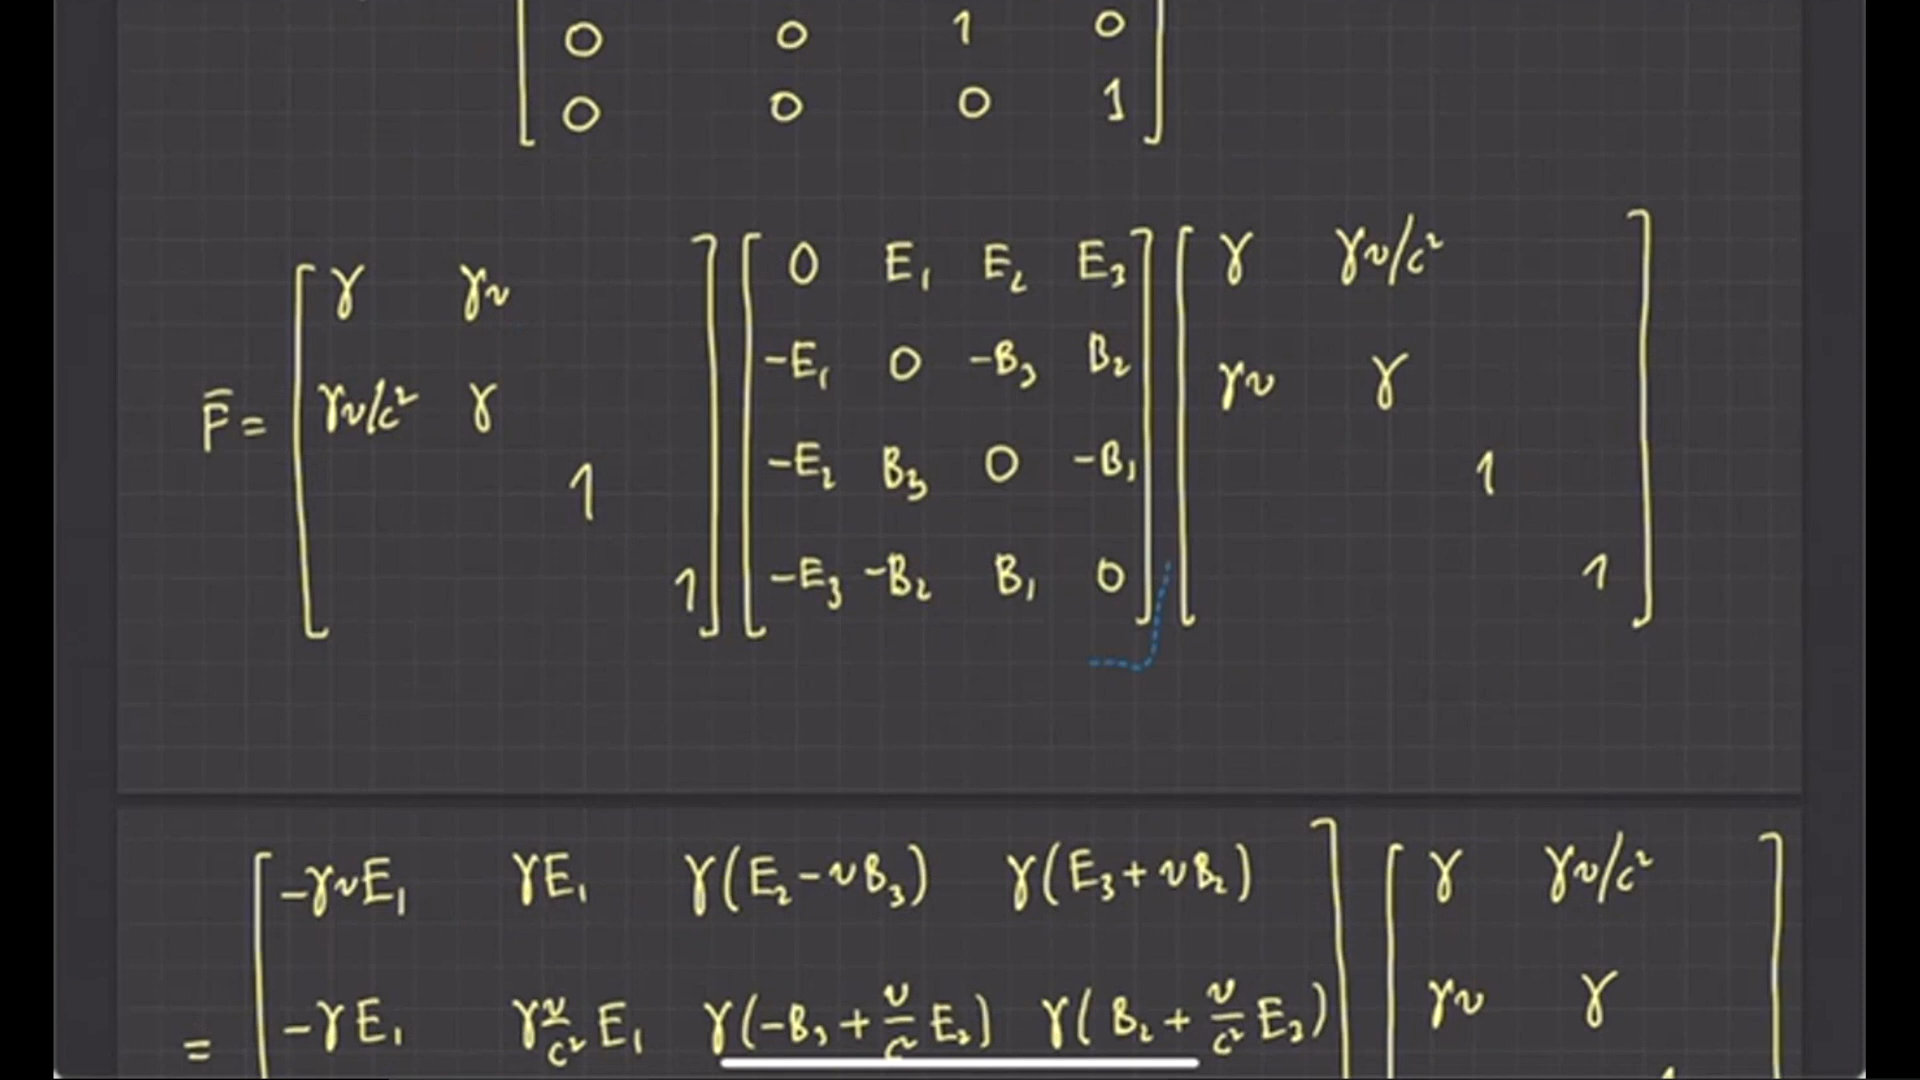 0 0 1 0
0 0 0 1
γ γv 0 E₁ E₂ E₃ γ γv/c²
-E₁ 0 -B₃ B₂
F̄ = γv/c² γ γv γ
1 -E₂ B₃ 0 -B₁ 1
1 -E₃ -B₂ B₁ 0 1
-γvE₁ γE₁ γ(E₂-vB₃) γ(E₃+vB₂) γ γv/c²
= -γE₁ γ v/c² E₁ γ(-B₃ + v/c² E₂) γ(B₂ + v/c² E₃) γv γ